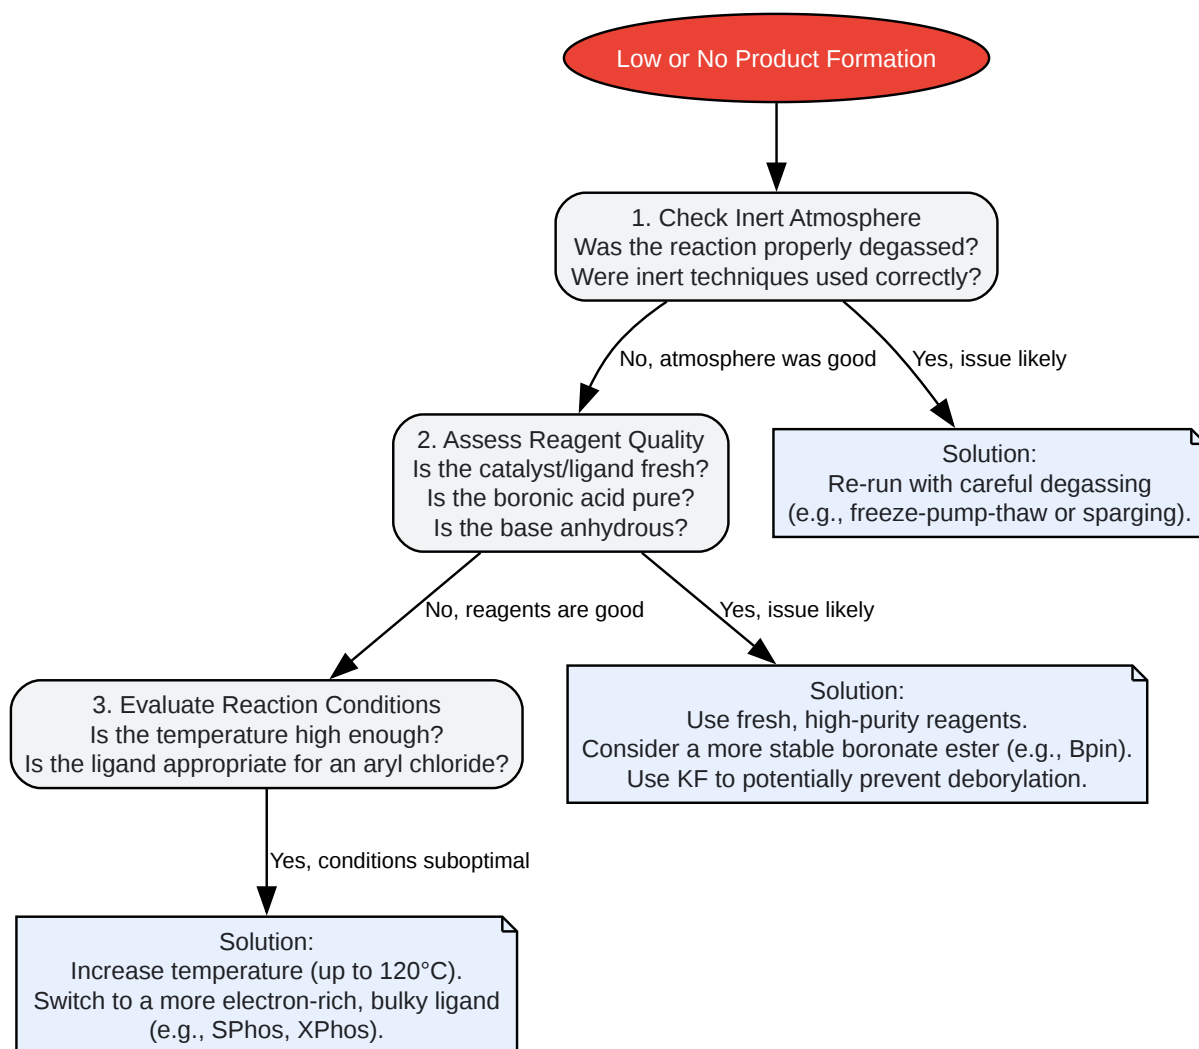 Low or No Product Formation
1. Check Inert Atmosphere
Was the reaction properly degassed?
Were inert techniques used correctly?
No, atmosphere was good
Yes, issue likely
2. Assess Reagent Quality
Is the catalyst/ligand fresh?
Is the boronic acid pure?
Is the base anhydrous?
Solution:
Re-run with careful degassing
(e.g., freeze-pump-thaw or sparging).
No, reagents are good
Yes, issue likely
3. Evaluate Reaction Conditions
Is the temperature high enough?
Is the ligand appropriate for an aryl chloride?
Solution:
Use fresh, high-purity reagents.
Consider a more stable boronate ester (e.g., Bpin).
Use KF to potentially prevent deborylation.
Yes, conditions suboptimal
Solution:
Increase temperature (up to 120°C).
Switch to a more electron-rich, bulky ligand
(e.g., SPhos, XPhos).